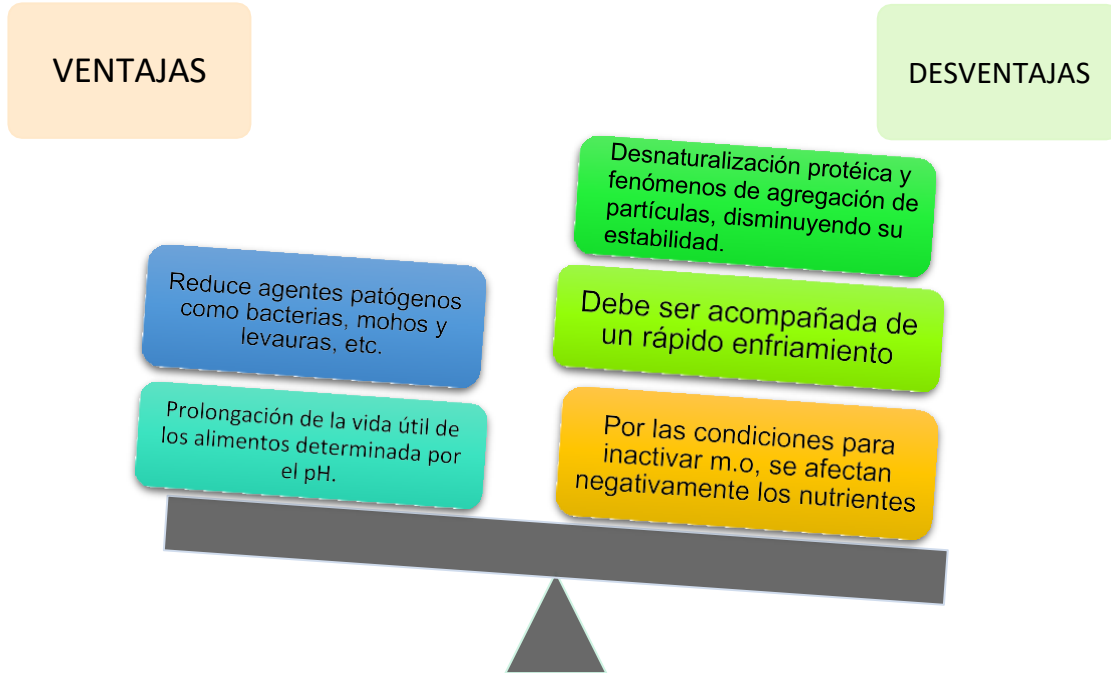 VENTAJAS
DESVENTAJAS
Reduce agentes patógenos
como bacterias, mohos y
levauras, etc.
Prolongación de la vida útil de
los alimentos determinada por
el pH.
Desnaturalización protéica y
fenómenos de agregación de
partículas, disminuyendo su
estabilidad.
Debe ser acompañada de
un rápido enfriamiento
Por las condiciones para
inactivar m.o, se afectan
negativamente los nutrientes